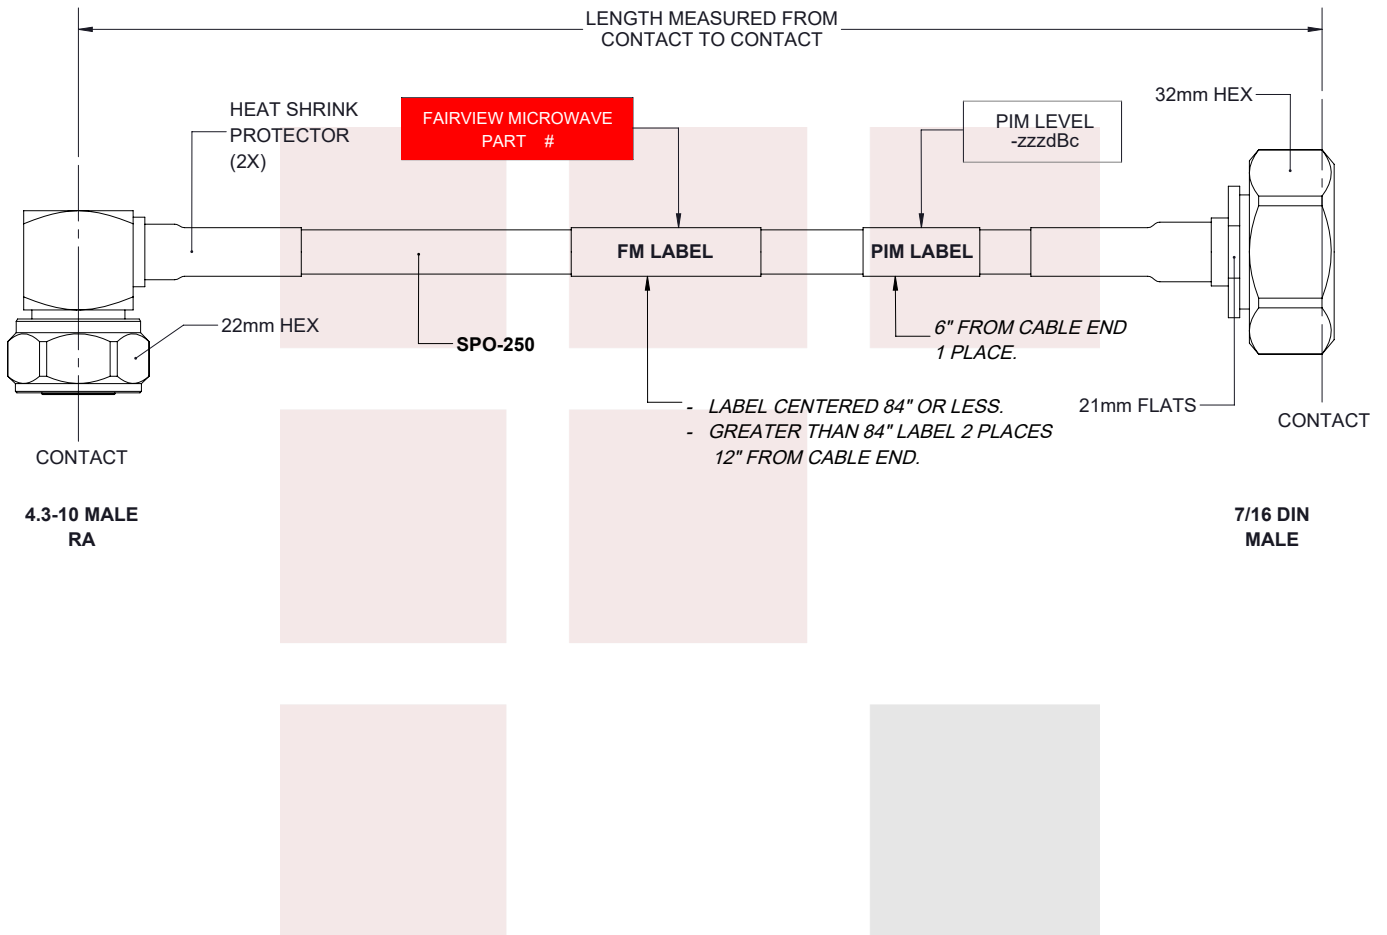 LENGTH MEASURED FROM
CONTACT TO CONTACT
HEAT SHRINK
PROTECTOR
(2X)
FAIRVIEW MICROWAVE
PART #
PIM LEVEL
-zzzdBc
32mm HEX
FM LABEL
PIM LABEL
22mm HEX
SPO-250
6" FROM CABLE END
1 PLACE.
- LABEL CENTERED 84" OR LESS.
- GREATER THAN 84" LABEL 2 PLACES
12" FROM CABLE END.
21mm FLATS
CONTACT
CONTACT
4.3-10 MALE
RA
7/16 DIN
MALE